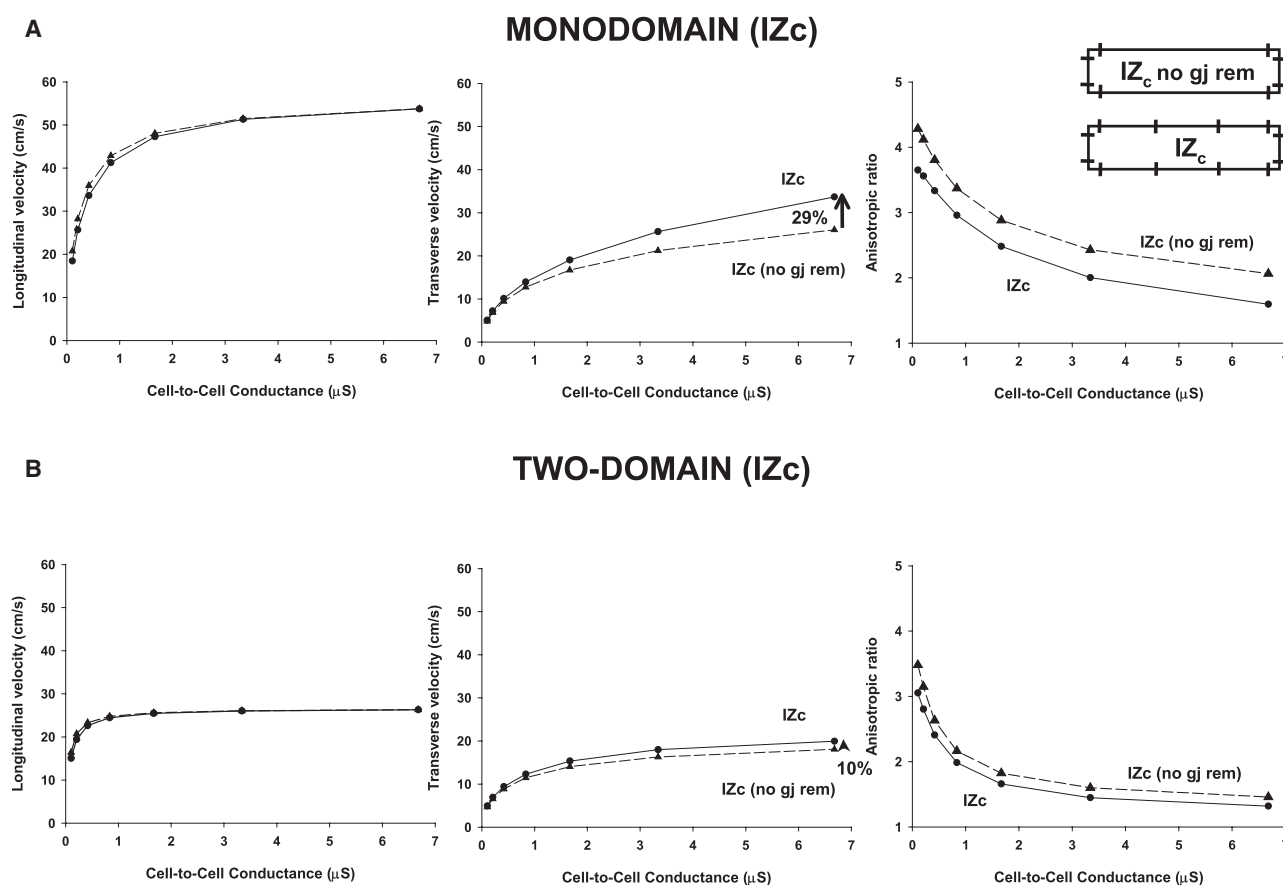 A
MONODOMAIN (IZc)
IZc no gj rem
IZc
Longitudinal velocity (cm/s)
60
50
40
30
20
10
0
0 1 2 3 4 5 6 7
Cell-to-Cell Conductance (μS)
Transverse velocity (cm/s)
60
50
40
30
20
10
0
IZc
29%
IZc (no gj rem)
0 1 2 3 4 5 6 7
Cell-to-Cell Conductance (μS)
Anisotropic ratio
5
4
3
2
1
IZc (no gj rem)
IZc
0 1 2 3 4 5 6 7
Cell-to-Cell Conductance (μS)
B
TWO-DOMAIN (IZc)
Longitudinal velocity (cm/s)
60
50
40
30
20
10
0
0 1 2 3 4 5 6 7
Cell-to-Cell Conductance (μS)
Transverse velocity (cm/s)
60
50
40
30
20
10
0
IZc
10%
IZc (no gj rem)
0 1 2 3 4 5 6 7
Cell-to-Cell Conductance (μS)
Anisotropic ratio
5
4
3
2
1
IZc (no gj rem)
IZc
0 1 2 3 4 5 6 7
Cell-to-Cell Conductance (μS)